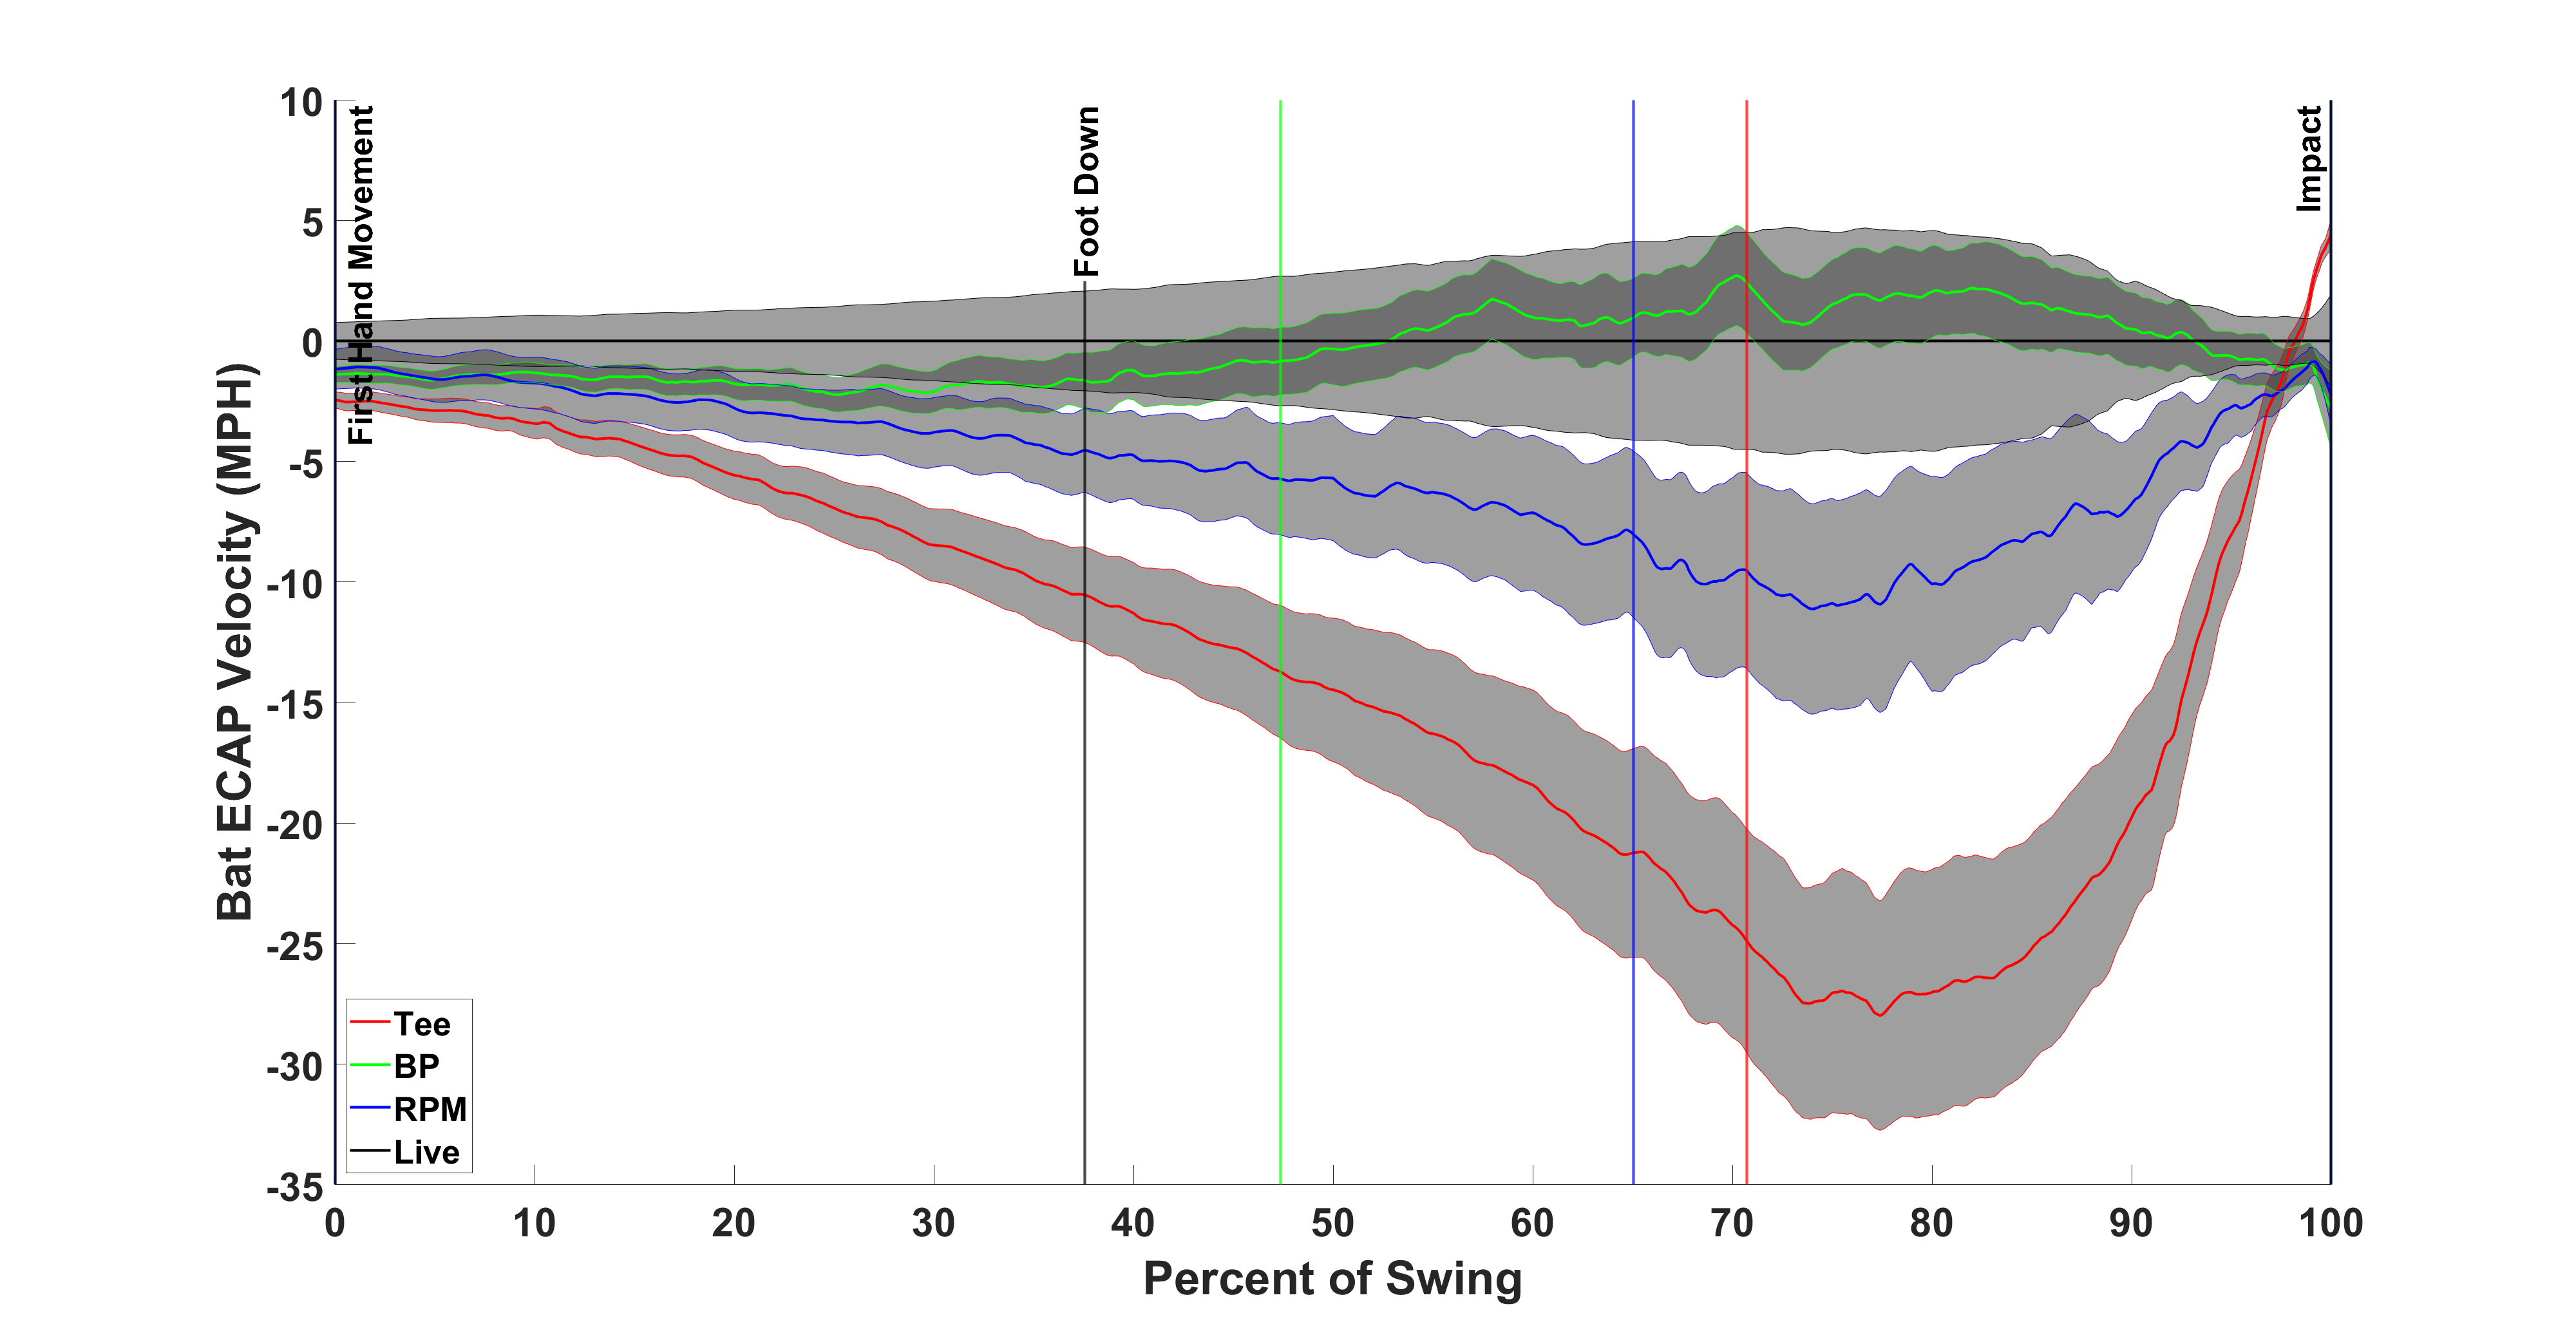 Bat ECAP Velocity (MPH)
10
5
0
-5
-10
-15
-20
-25
-30
-35
First Hand Movement
Foot Down
Impact
Tee
BP
RPM
Live
0 10 20 30 40 50 60 70 80 90 100
Percent of Swing